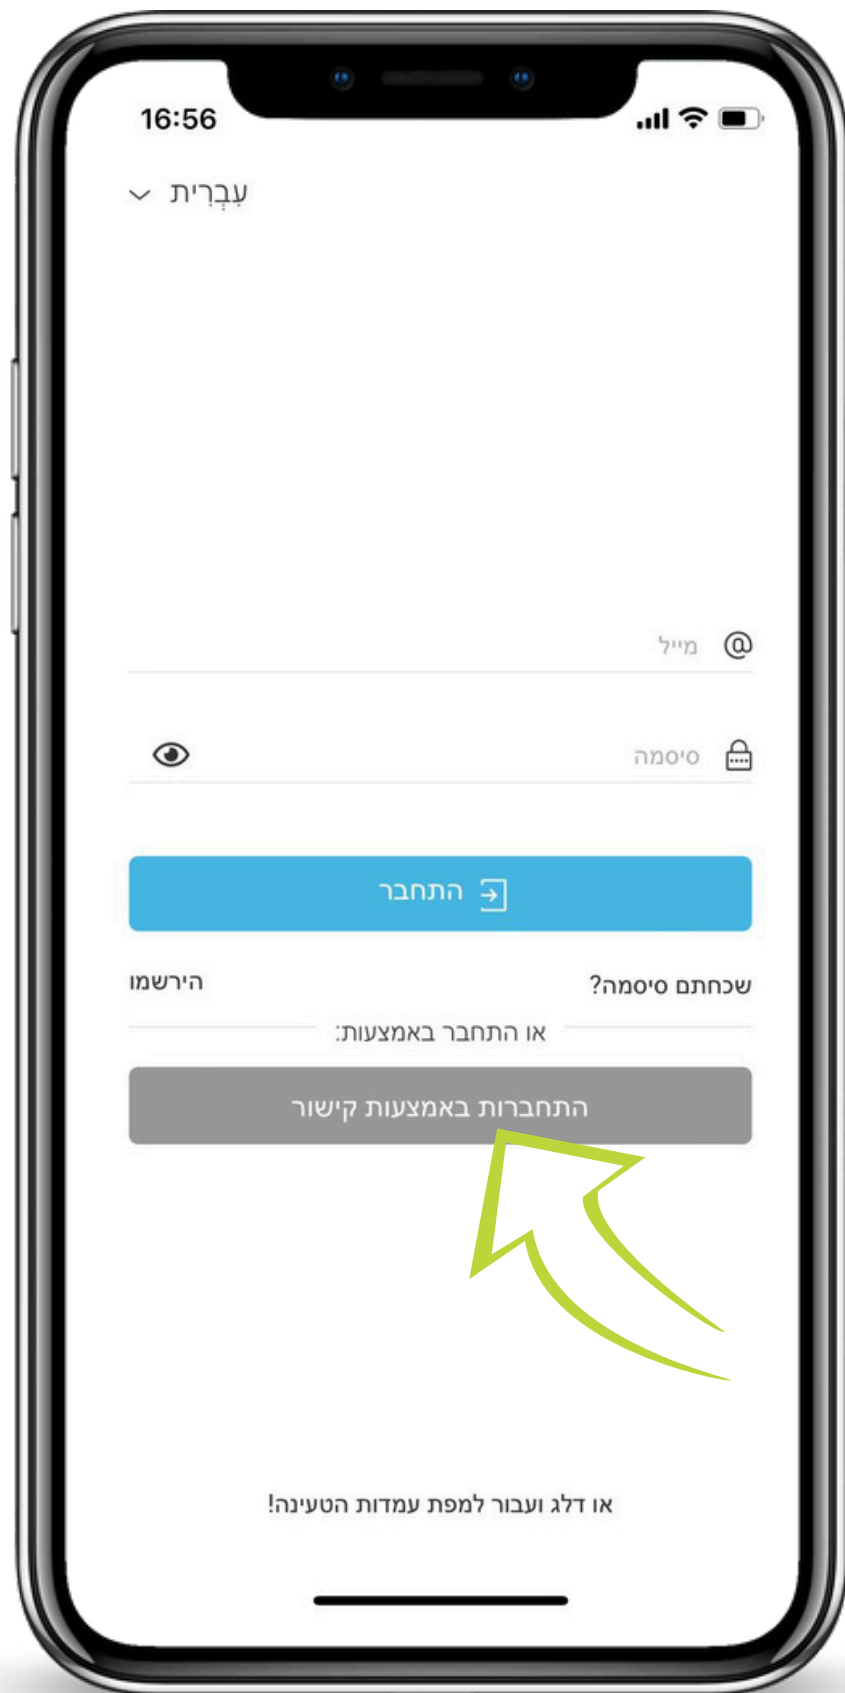 16:56
עִבְרִית
מייל
סיסמה
התחבר
שכחתם סיסמה?
הירשמו
או התחבר באמצעות:
התחברות באמצעות קישור
או דלג ועבור למפת עמדות הטעינה!